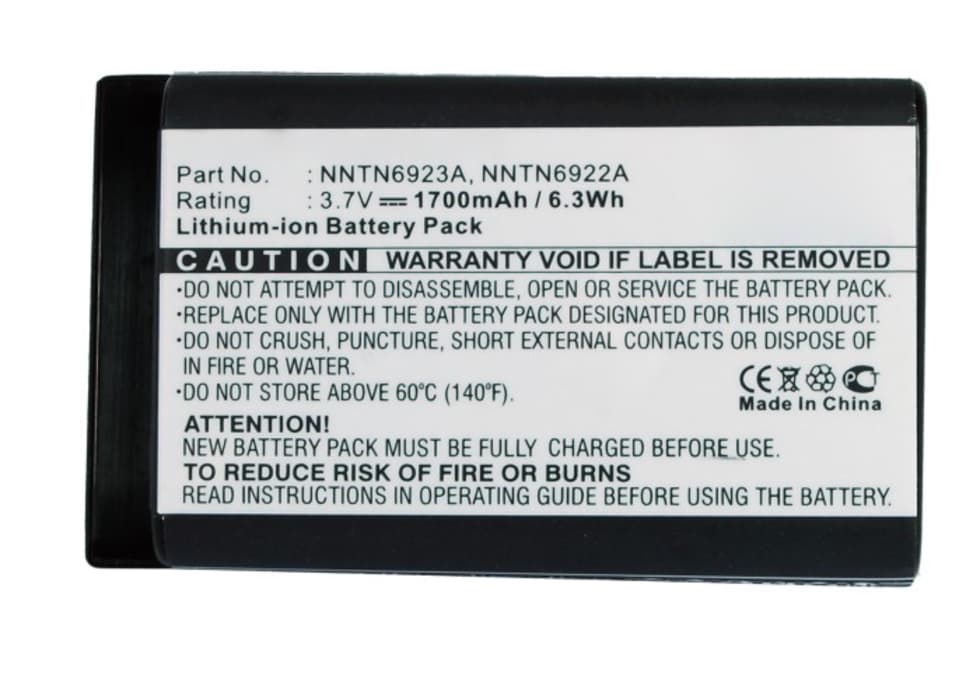 Part No. : NNTN6923A, NNTN6922A
Rating : 3.7V ⎓ 1700mAh / 6.3Wh
Lithium-ion Battery Pack
CAUTION WARRANTY VOID IF LABEL IS REMOVED
·DO NOT ATTEMPT TO DISASSEMBLE, OPEN OR SERVICE THE BATTERY PACK.
·REPLACE ONLY WITH THE BATTERY PACK DESIGNATED FOR THIS PRODUCT.
·DO NOT CRUSH, PUNCTURE, SHORT EXTERNAL CONTACTS OR DISPOSE OF
IN FIRE OR WATER.
·DO NOT STORE ABOVE 60℃ (140℉).
CE PCT
Made In China
ATTENTION!
NEW BATTERY PACK MUST BE FULLY CHARGED BEFORE USE.
TO REDUCE RISK OF FIRE OR BURNS
READ INSTRUCTIONS IN OPERATING GUIDE BEFORE USING THE BATTERY.